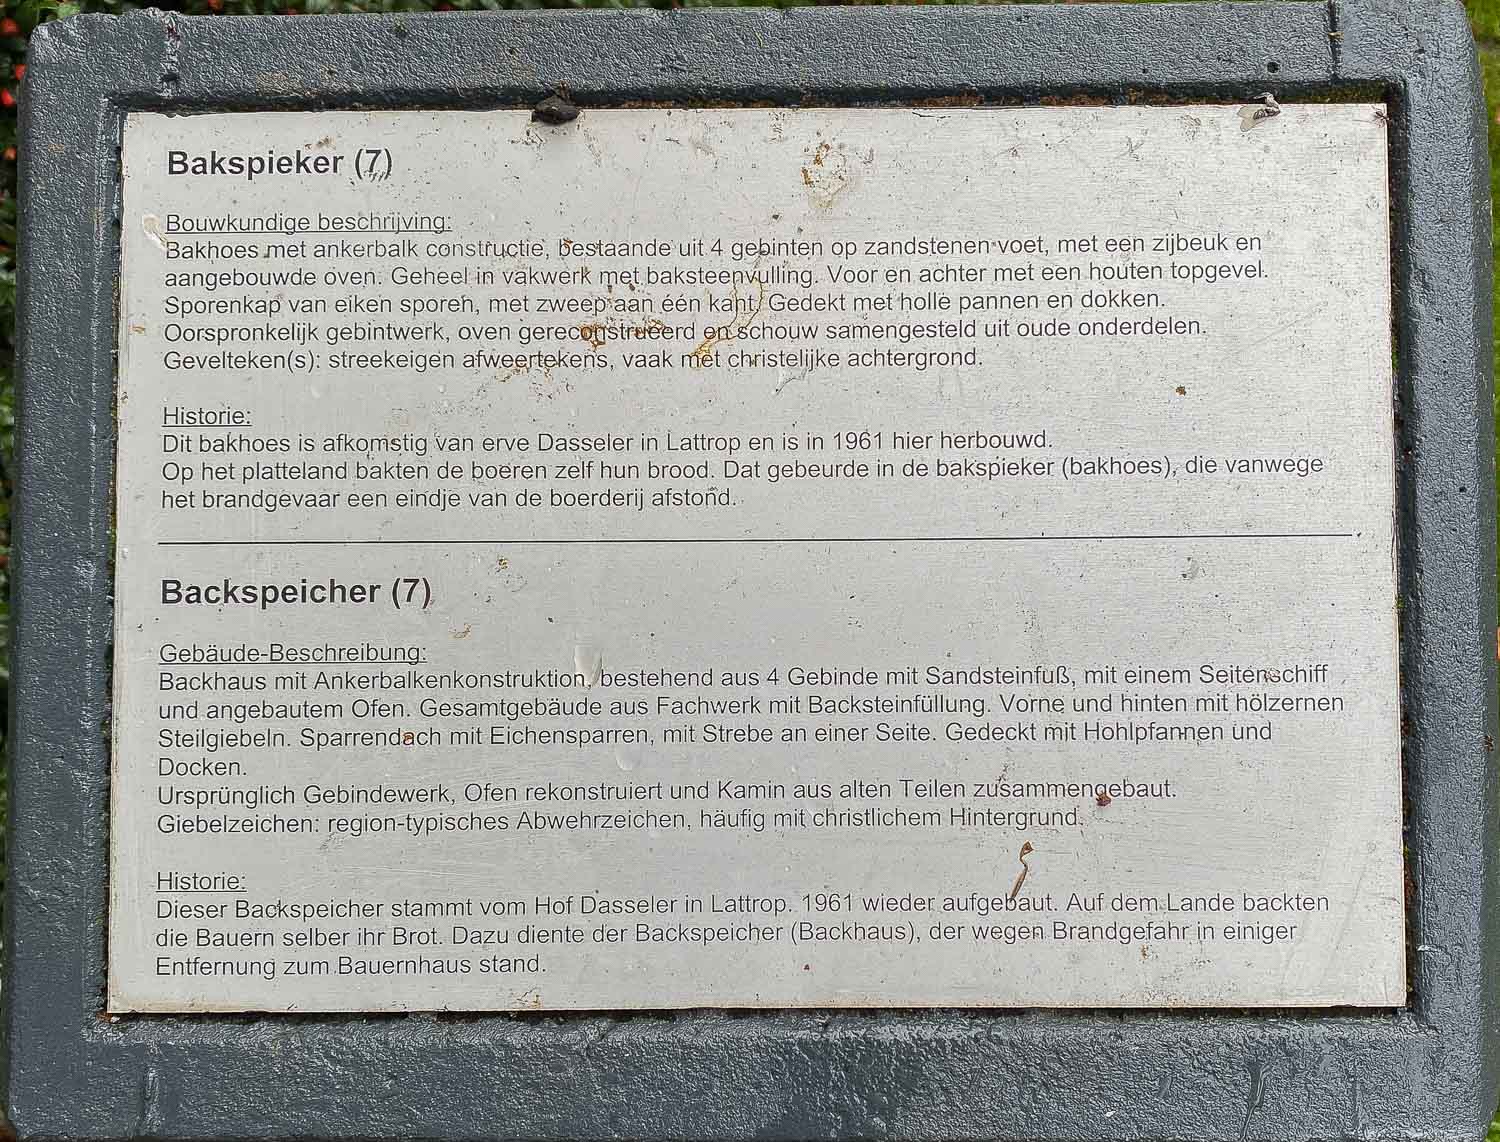 Bakspieker (7)
Bouwkundige beschrijving:
Bakhoes met ankerbalk constructie, bestaande uit 4 gebinten op zandstenen voet, met een zijbeuk en
aangebouwde oven. Geheel in vakwerk met baksteenvulling. Voor en achter met een houten topgevel.
Sporenkap van eiken sporen, met zweep aan één kant. Gedekt met holle pannen en dokken.
Oorspronkelijk gebintwerk, oven gereconstrueerd en schouw samengesteld uit oude onderdelen.
Gevelteken(s): streekeigen afweertekens, vaak met christelijke achtergrond.
Historie:
Dit bakhoes is afkomstig van erve Dasseler in Lattrop en is in 1961 hier herbouwd.
Op het platteland bakten de boeren zelf hun brood. Dat gebeurde in de bakspieker (bakhoes), die vanwege
het brandgevaar een eindje van de boerderij afstond.
Backspeicher (7)
Gebäude-Beschreibung:
Backhaus mit Ankerbalkenkonstruktion, bestehend aus 4 Gebinde mit Sandsteinfuß, mit einem Seitenschiff
und angebautem Ofen. Gesamtgebäude aus Fachwerk mit Backsteinfüllung. Vorne und hinten mit hölzernen
Steilgiebeln. Sparrendach mit Eichensparren, mit Strebe an einer Seite. Gedeckt mit Hohlpfannen und
Docken.
Ursprünglich Gebindewerk, Ofen rekonstruiert und Kamin aus alten Teilen zusammengebaut.
Giebelzeichen: region-typisches Abwehrzeichen, häufig mit christlichem Hintergrund.
Historie:
Dieser Backspeicher stammt vom Hof Dasseler in Lattrop. 1961 wieder aufgebaut. Auf dem Lande backten
die Bauern selber ihr Brot. Dazu diente der Backspeicher (Backhaus), der wegen Brandgefahr in einiger
Entfernung zum Bauernhaus stand.